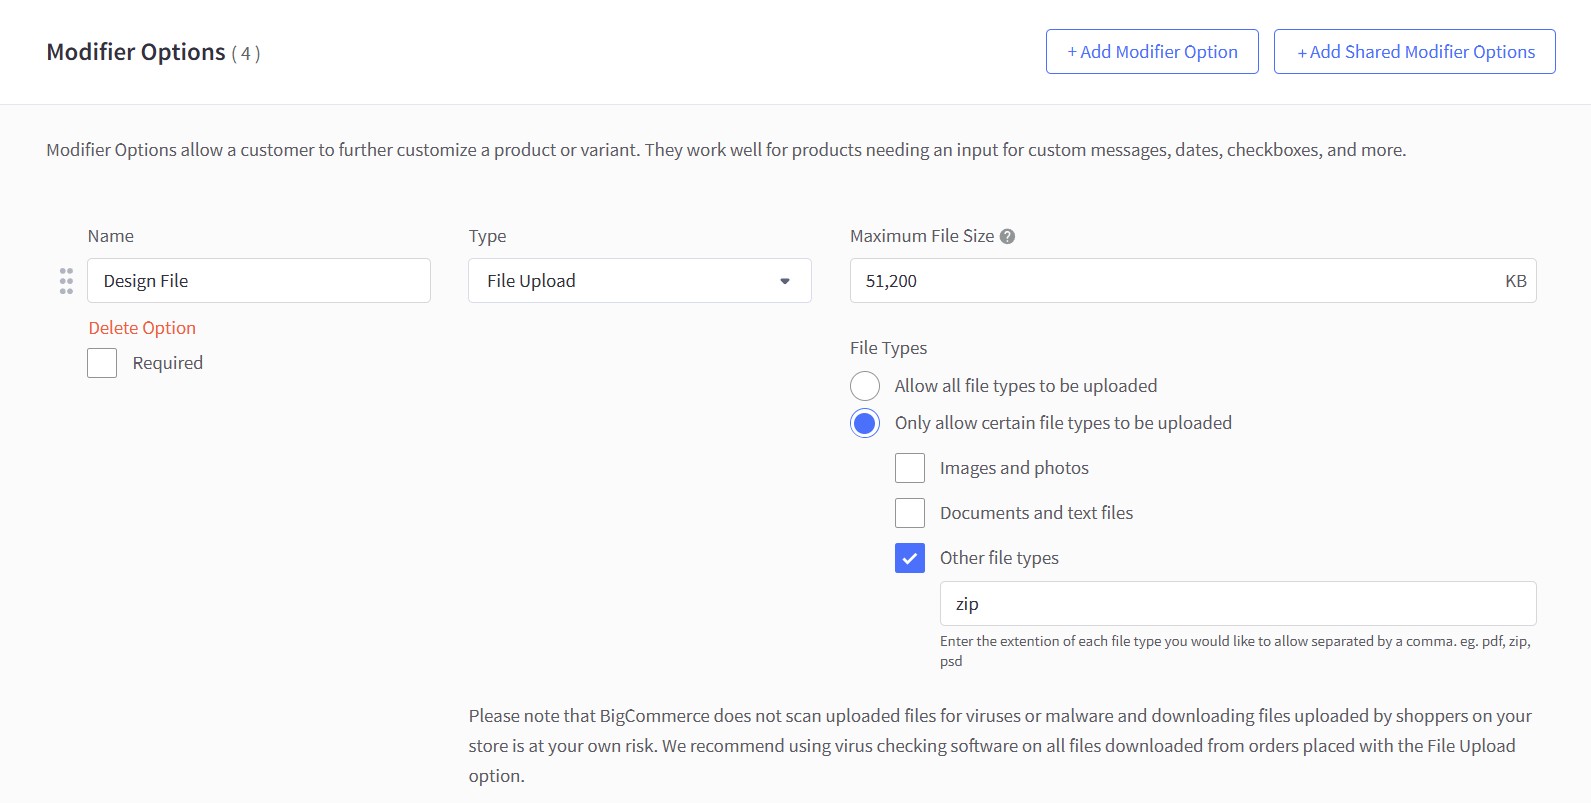 Modifier Options ( 4 )
+ Add Modifier Option
+ Add Shared Modifier Options
Modifier Options allow a customer to further customize a product or variant. They work well for products needing an input for custom messages, dates, checkboxes, and more.
Name
Type
Maximum File Size ?
Design File
File Upload
51,200 KB
Delete Option
Required
File Types
Allow all file types to be uploaded
Only allow certain file types to be uploaded
Images and photos
Documents and text files
Other file types
zip
Enter the extention of each file type you would like to allow separated by a comma. eg. pdf, zip,
psd
Please note that BigCommerce does not scan uploaded files for viruses or malware and downloading files uploaded by shoppers on your
store is at your own risk. We recommend using virus checking software on all files downloaded from orders placed with the File Upload
option.